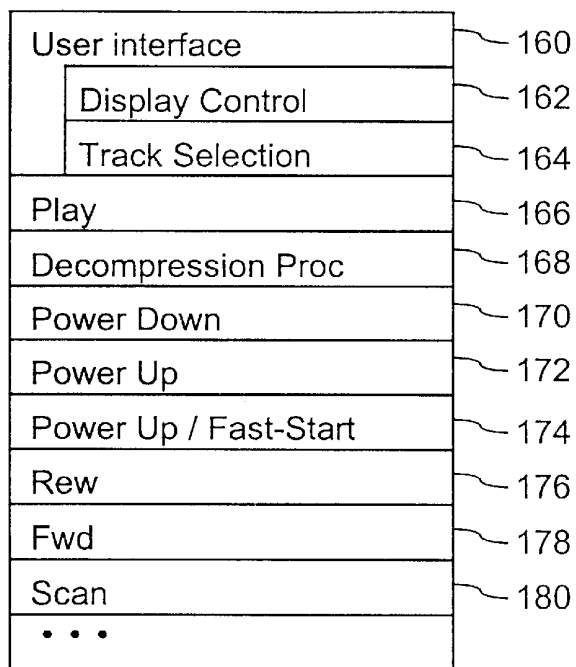 User interface 160
Display Control 162
Track Selection 164
Play 166
Decompression Proc 168
Power Down 170
Power Up 172
Power Up / Fast-Start 174
Rew 176
Fwd 178
Scan 180
• • •